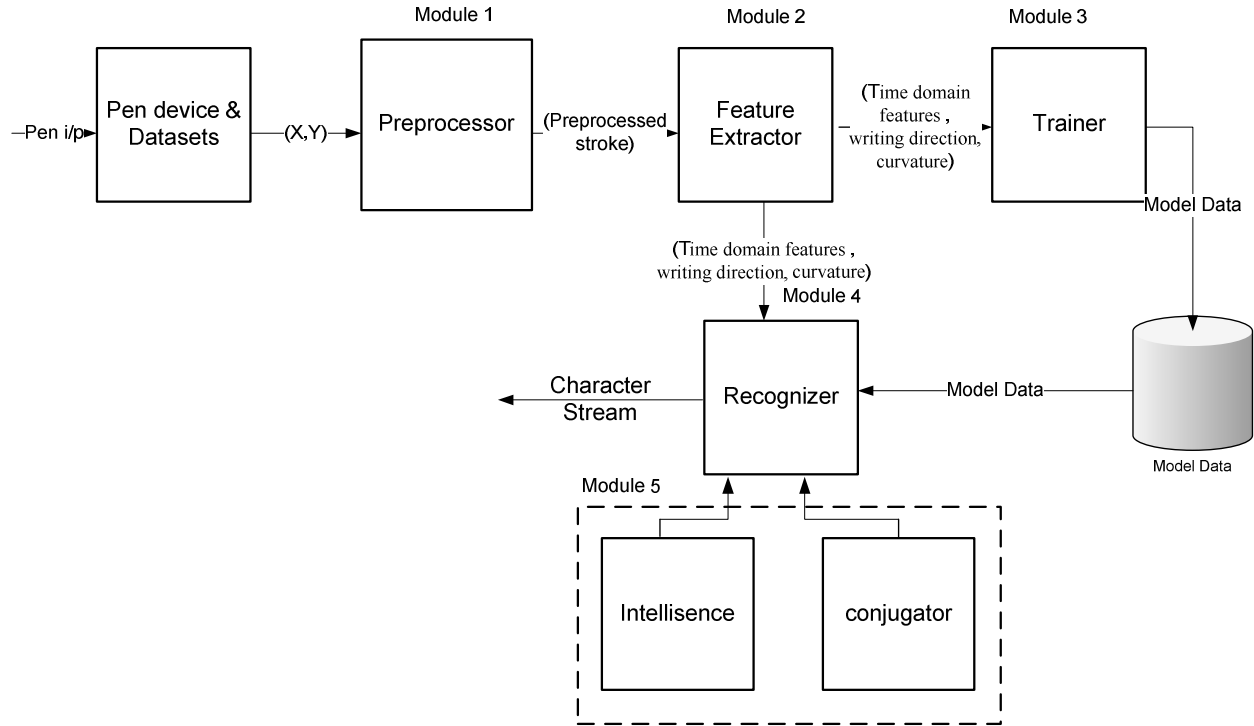 Module 1
Module 2
Module 3
Pen i/p
Pen device &
Datasets
(X,Y)
Preprocessor
(Preprocessed
stroke)
Feature
Extractor
(Time domain
features ,
writing direction,
curvature)
Trainer
Model Data
(Time domain features ,
writing direction, curvature)
Module 4
Character
Stream
Recognizer
Model Data
Model Data
Module 5
Intellisence
conjugator